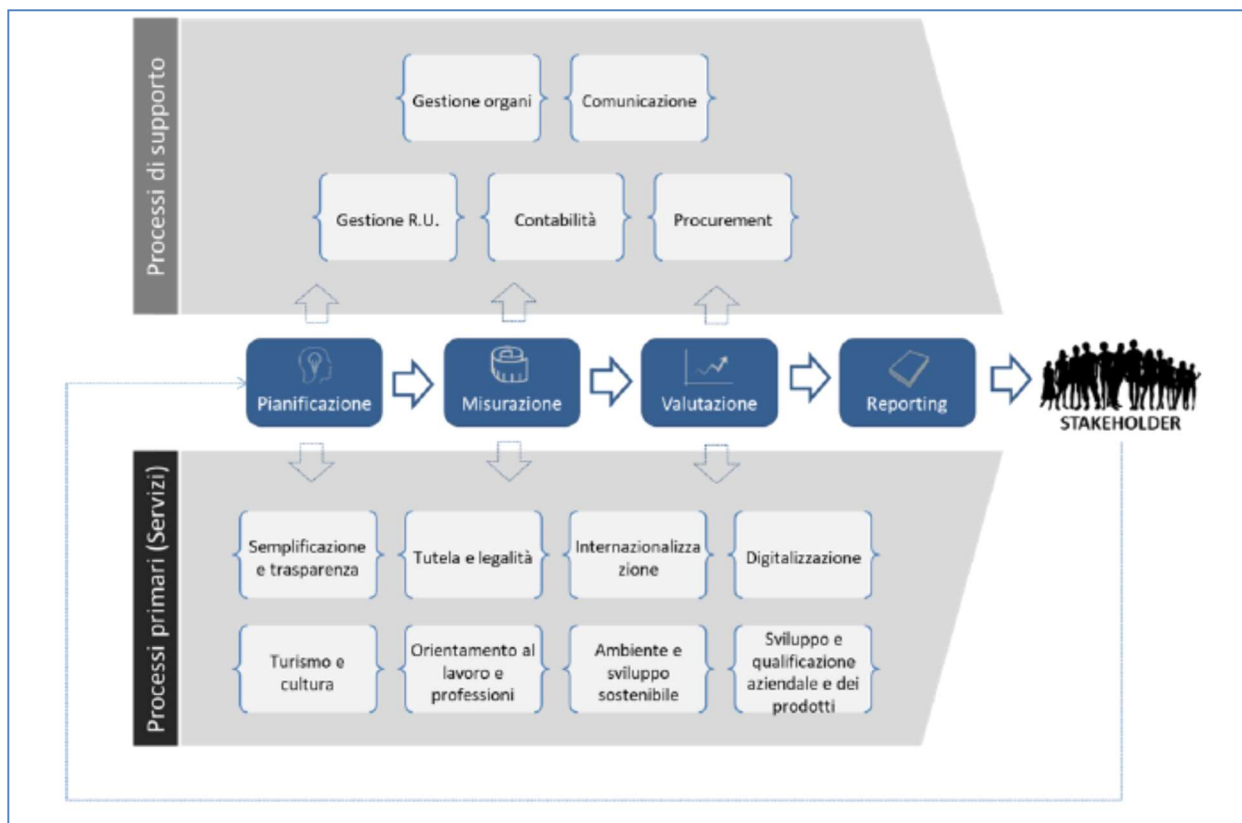 Processi di supporto
Gestione organi
Comunicazione
Gestione R.U.
Contabilità
Procurement
Pianificazione
Misurazione
Valutazione
Reporting
STAKEHOLDER
Processi primari (Servizi)
Semplificazione
e trasparenza
Tutela e legalità
Internazionalizza
zione
Digitalizzazione
Turismo e
cultura
Orientamento al
lavoro e
professioni
Ambiente e
sviluppo
sostenibile
Sviluppo e
qualificazione
aziendale e dei
prodotti